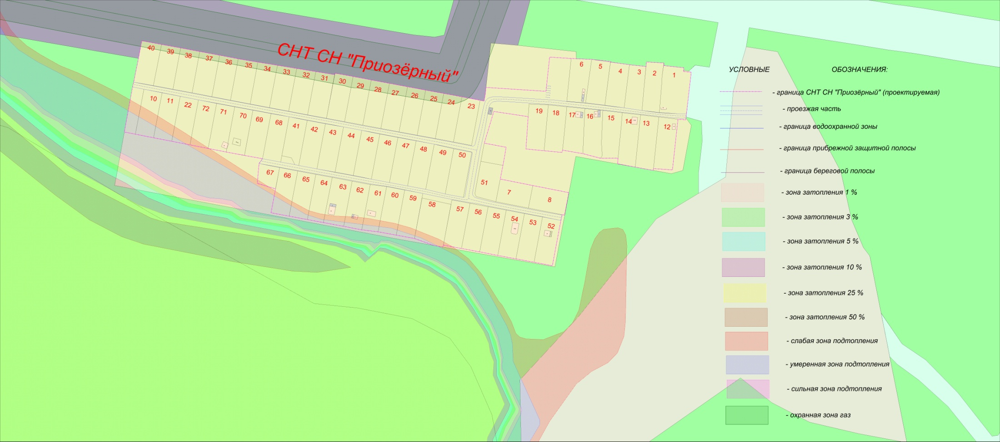 СНТ СН "Приозёрный"
40 39 38 37 36 35 34 33 32 31 30 29 28 27 26 25 24 23
6 5 4 3 2 1
10 11 22 72 71 70 69 68 41 42 43 44 45 46 47 48 49 50
19 18 17 16 15 14 13 12
67 66 65 64 63 62 61 60 59 58 57 56 55 54 53 52
51 7 8
УСЛОВНЫЕ ОБОЗНАЧЕНИЯ:
- граница СНТ СН "Приозёрный" (проектируемая)
- проезжая часть
- граница водоохранной зоны
- граница прибрежной защитной полосы
- граница береговой полосы
- зона затопления 1 %
- зона затопления 3 %
- зона затопления 5 %
- зона затопления 10 %
- зона затопления 25 %
- зона затопления 50 %
- слабая зона подтопления
- умеренная зона подтопления
- сильная зона подтопления
- охранная зона газ